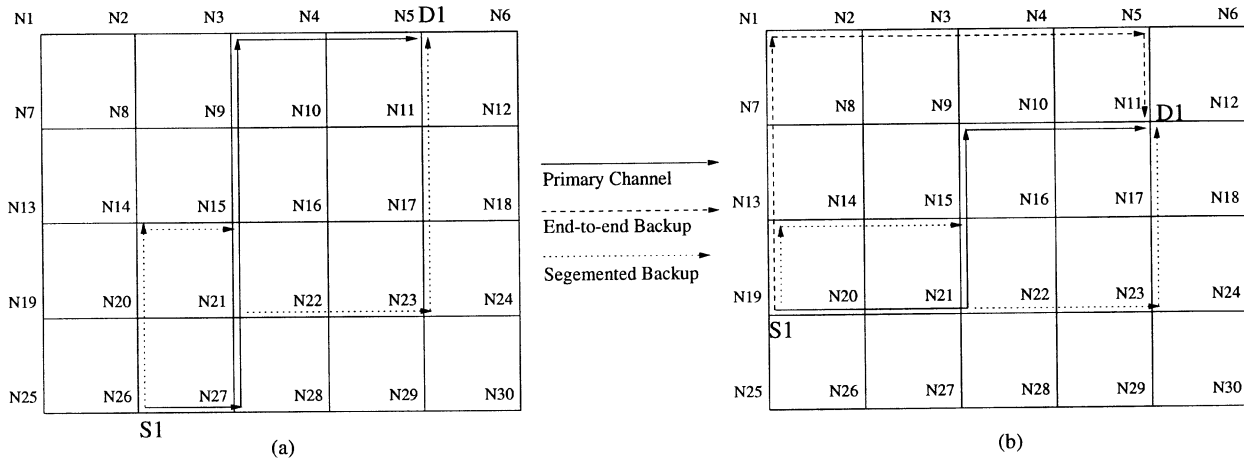 N1 N2 N3 N4 N5 D1 N6
N7 N8 N9 N10 N11 N12
N13 N14 N15 N16 N17 N18
N19 N20 N21 N22 N23 N24
N25 N26 N27 N28 N29 N30
S1
(a)
Primary Channel
End-to-end Backup
Segemented Backup
N1 N2 N3 N4 N5 N6
N7 N8 N9 N10 N11 N12
D1
N13 N14 N15 N16 N17 N18
N19 N20 N21 N22 N23 N24
S1
N25 N26 N27 N28 N29 N30
(b)